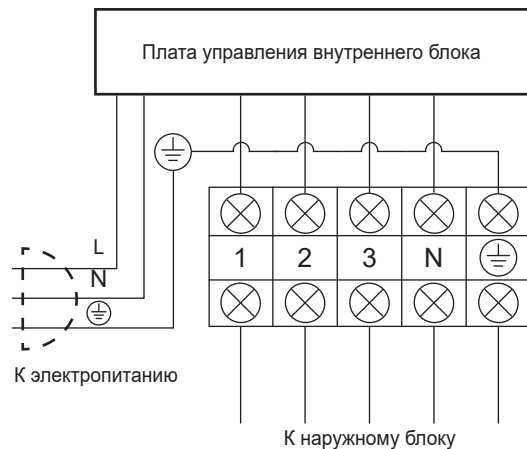 Плата управления внутреннего блока
L
N
1 2 3 N
К электропитанию
К наружному блоку